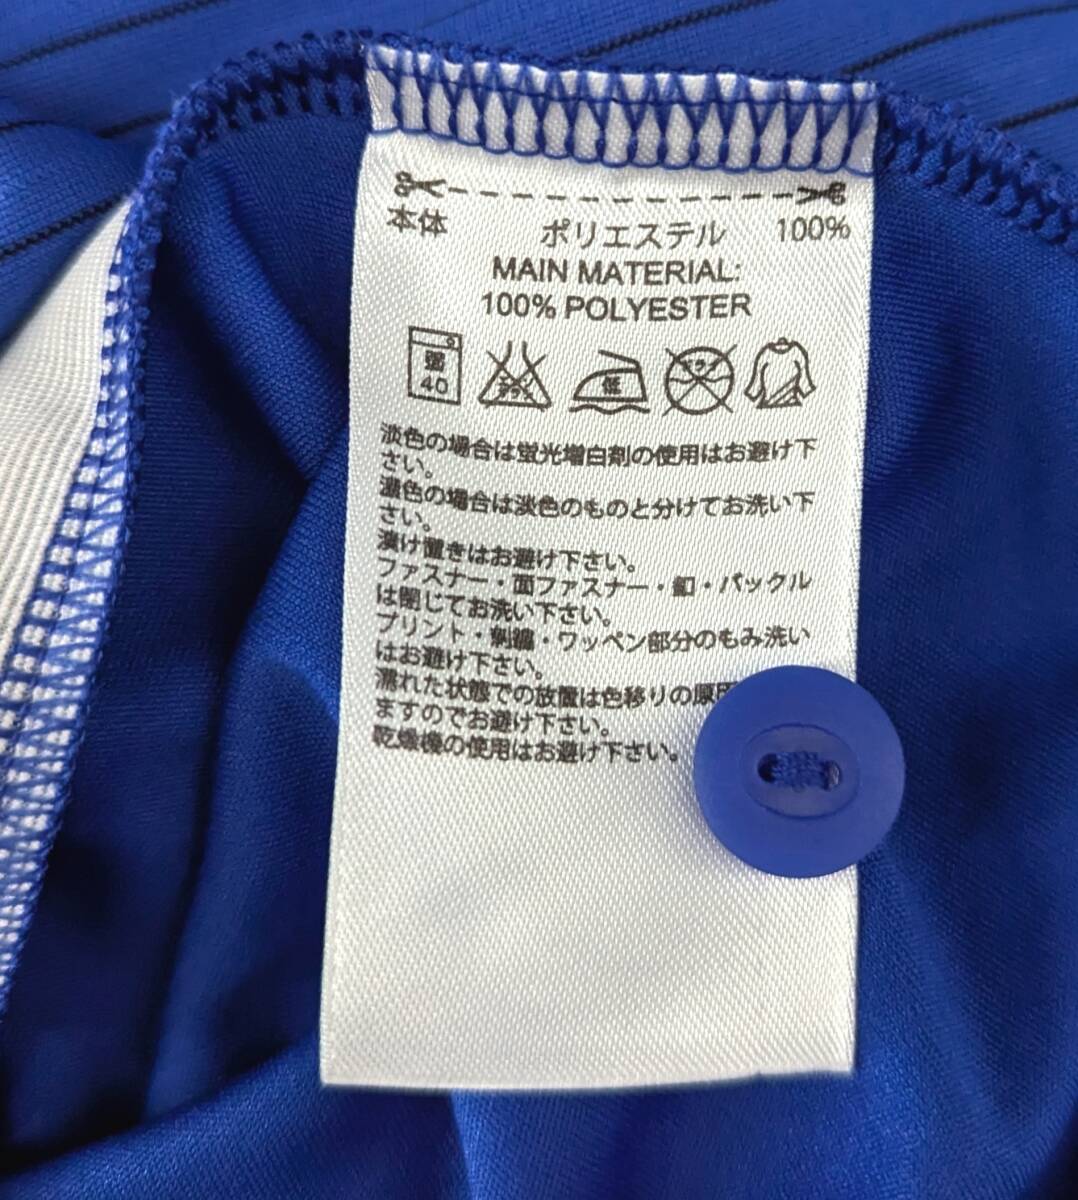 本体 ポリエステル 100%
MAIN MATERIAL:
100% POLYESTER
弱 40 低
淡色の場合は蛍光増白剤の使用はお避け下
さい。
濃色の場合は淡色のものと分けてお洗い下
さい。
漬け置きはお避け下さい。
ファスナー・面ファスナー・釦・バックル
は閉じてお洗い下さい。
プリント・刺繍・ワッペン部分のもみ洗い
はお避け下さい。
濡れた状態での放置は色移りの原
ますのでお避け下さい。
乾燥機の使用はお避け下さい。